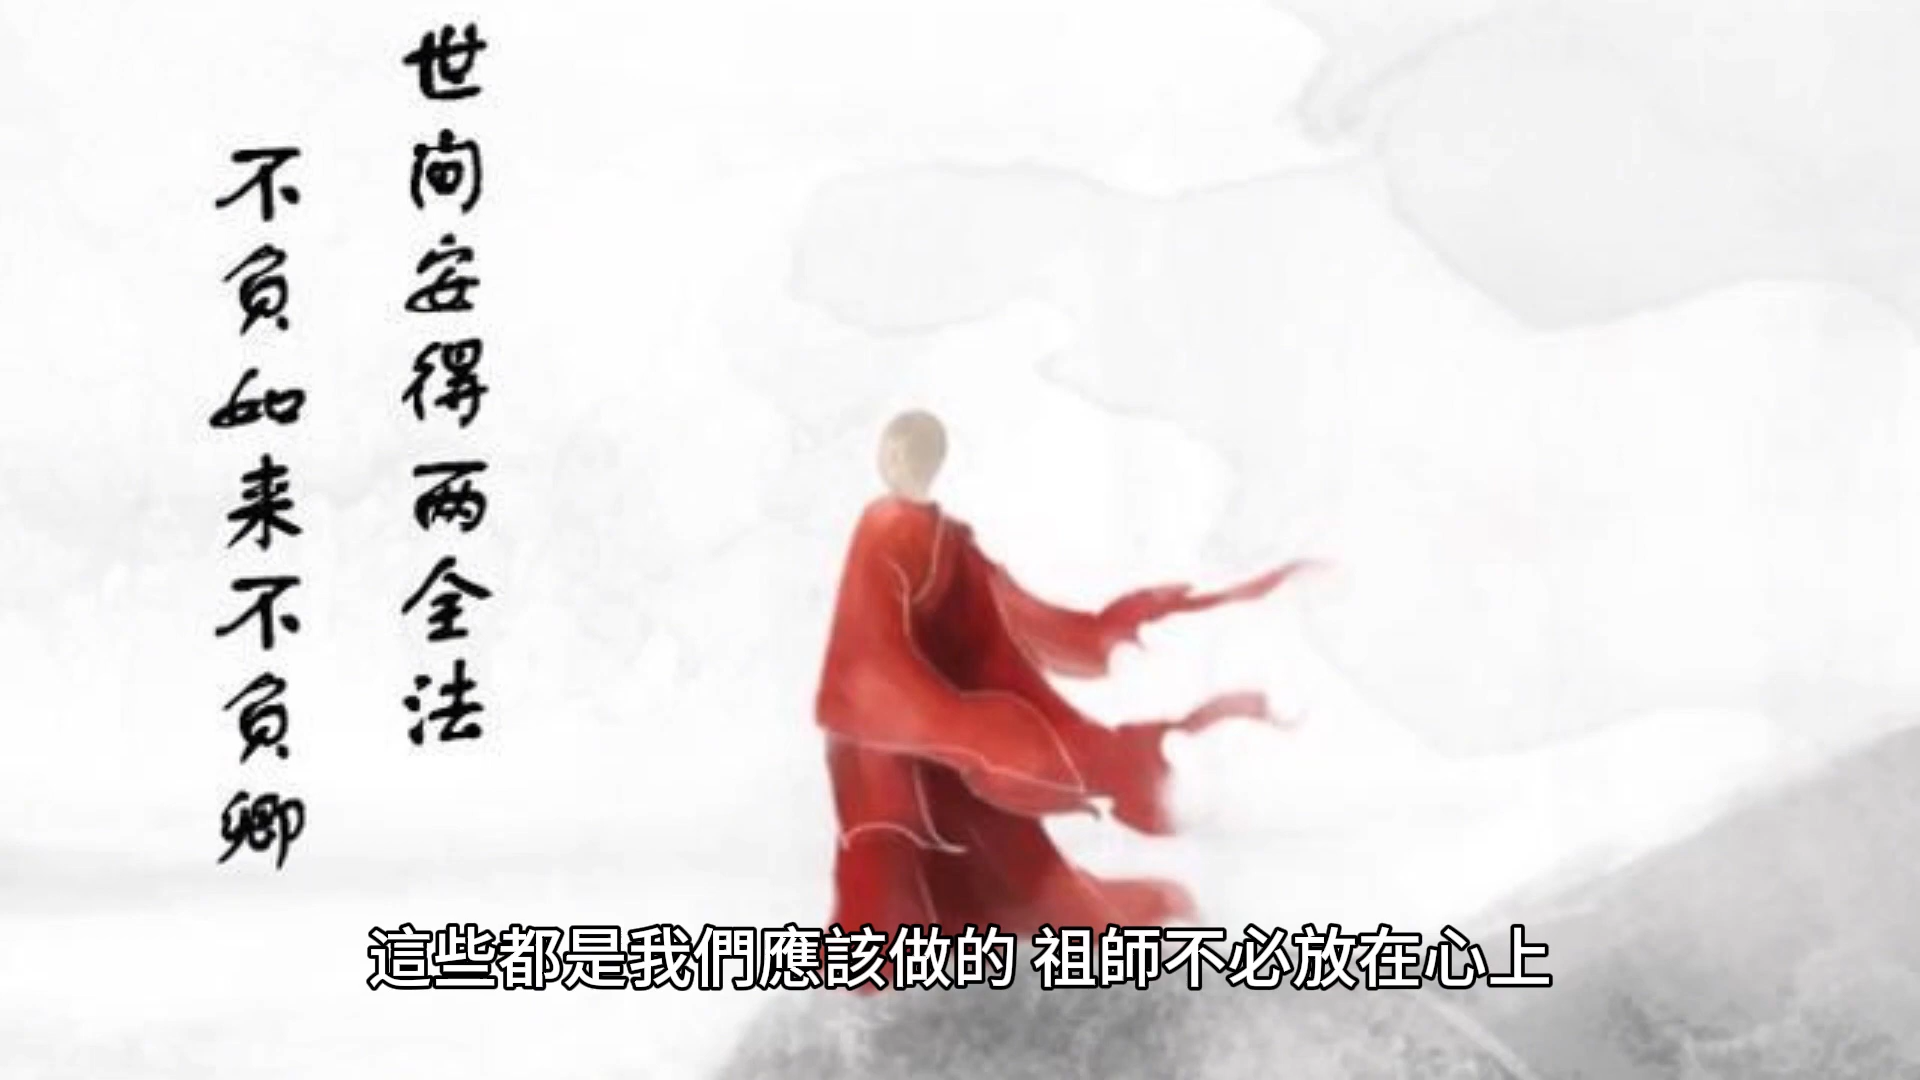 世间安得两全法
不负如来不负卿
這些都是我們應該做的 祖師不必放在心上